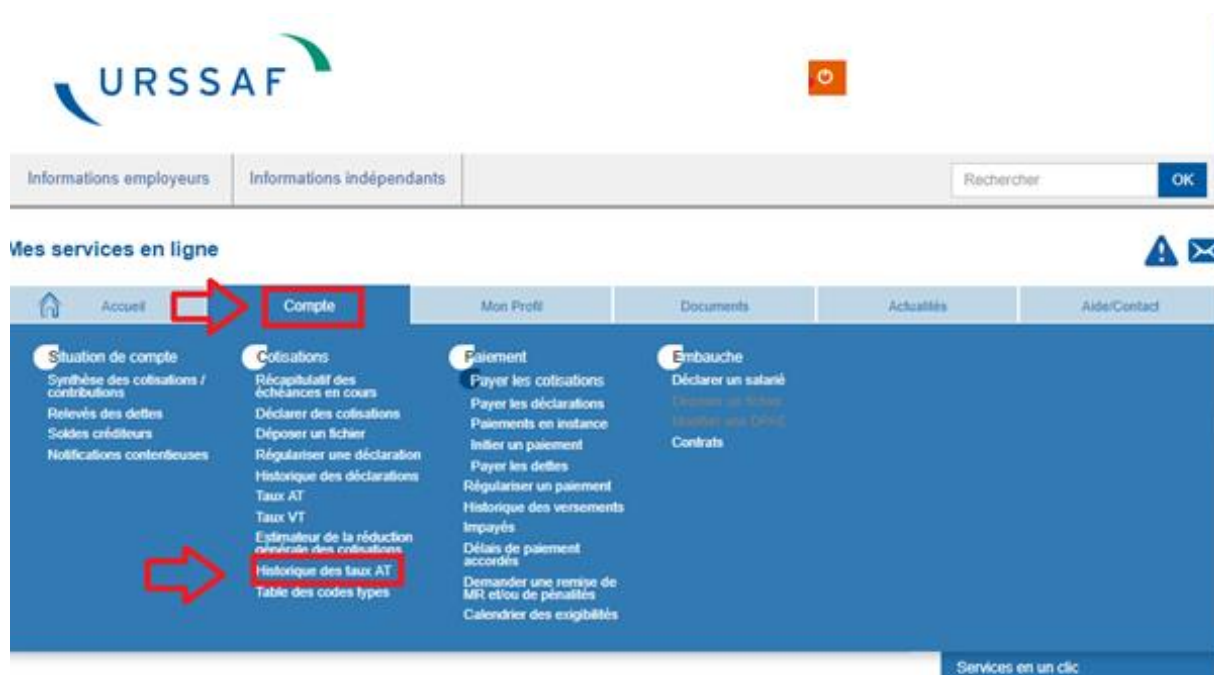 URSSAF
Informations employeurs
Informations indépendants
Rechercher
OK
Mes services en ligne
Accueil
Compte
Mon Profil
Documents
Actualités
Aide/Contact
Situation de compte
Synthèse des cotisations /
contributions
Relevés des dettes
Soldes créditeurs
Notifications contentieuses
Cotisations
Récapitulatif des
échéances en cours
Déclarer des cotisations
Déposer un fichier
Régulariser une déclaration
Historique des déclarations
Taux AT
Taux VT
Estimateur de la réduction
générale des cotisations
Historique des taux AT
Table des codes types
Paiement
Payer les cotisations
Payer les déclarations
Paiements en instance
Initier un paiement
Payer les dettes
Régulariser un paiement
Historique des versements
Impayés
Délais de paiement
accordés
Demander une remise de
MR et/ou de pénalités
Calendrier des exigibilités
Embauche
Déclarer un salarié
Contrats
Services en un clic